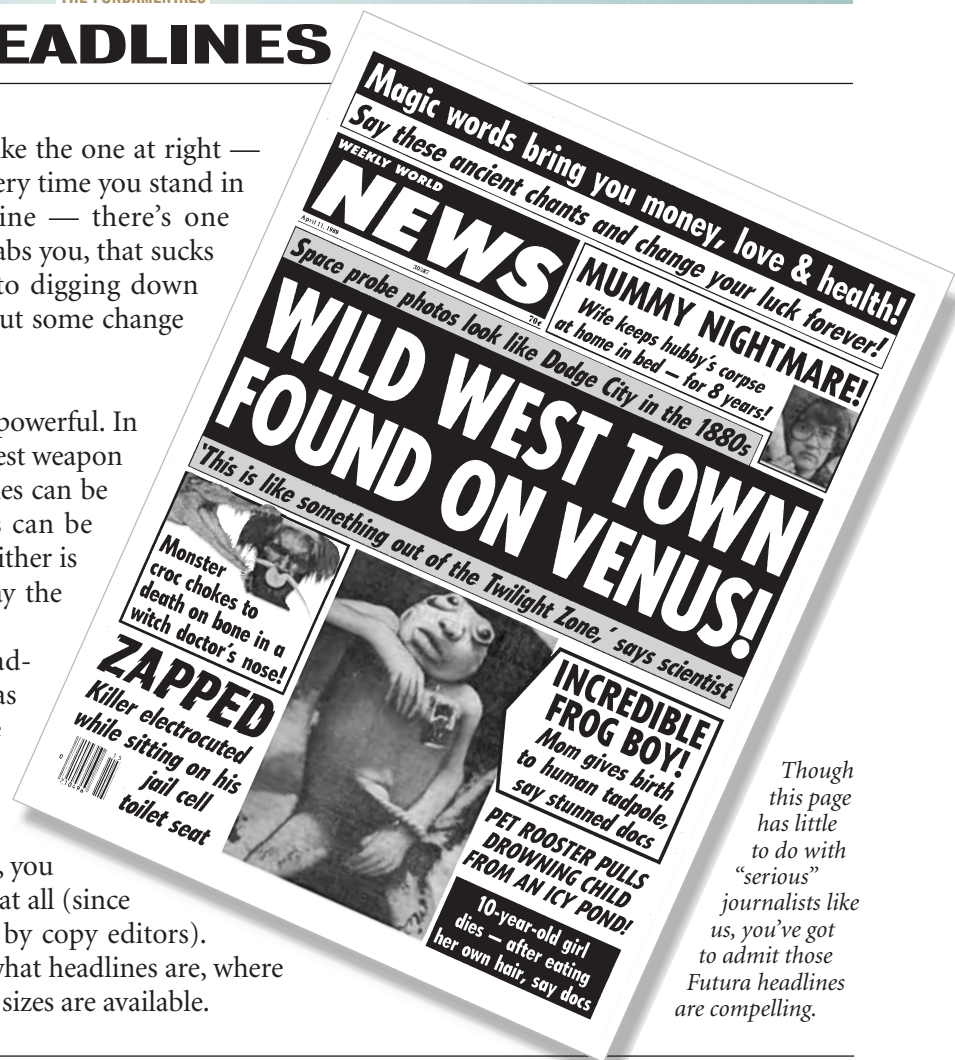 THE FUNDAMENTALS
EADLINES
ke the one at right —
ery time you stand in
ine — there's one
abs you, that sucks
to digging down
ut some change
powerful. In
est weapon
es can be
s can be
ither is
the
ad-
as
, you
at all (since
by copy editors).
what headlines are, where
sizes are available.
Magic words bring you money, love & health!
Say these ancient chants and change your luck forever!
WEEKLY WORLD
NEWS
April 11, 1989
30587
70¢
MUMMY NIGHTMARE!
Wife keeps hubby's corpse
at home in bed — for 8 years!
Space probe photos look like Dodge City in the 1880s
WILD WEST TOWN
FOUND ON VENUS!
'This is like something out of the Twilight Zone,' says scientist
Monster
croc chokes to
death on bone in a
witch doctor's nose!
ZAPPED
Killer electrocuted
while sitting on his
jail cell
toilet seat
INCREDIBLE
FROG BOY!
Mom gives birth
to human tadpole,
say stunned docs
PET ROOSTER PULLS
DROWNING CHILD
FROM AN ICY POND!
10-year-old girl
dies — after eating
her own hair, say docs
Though
this page
has little
to do with
“serious”
journalists like
us, you've got
to admit those
Futura headlines
are compelling.